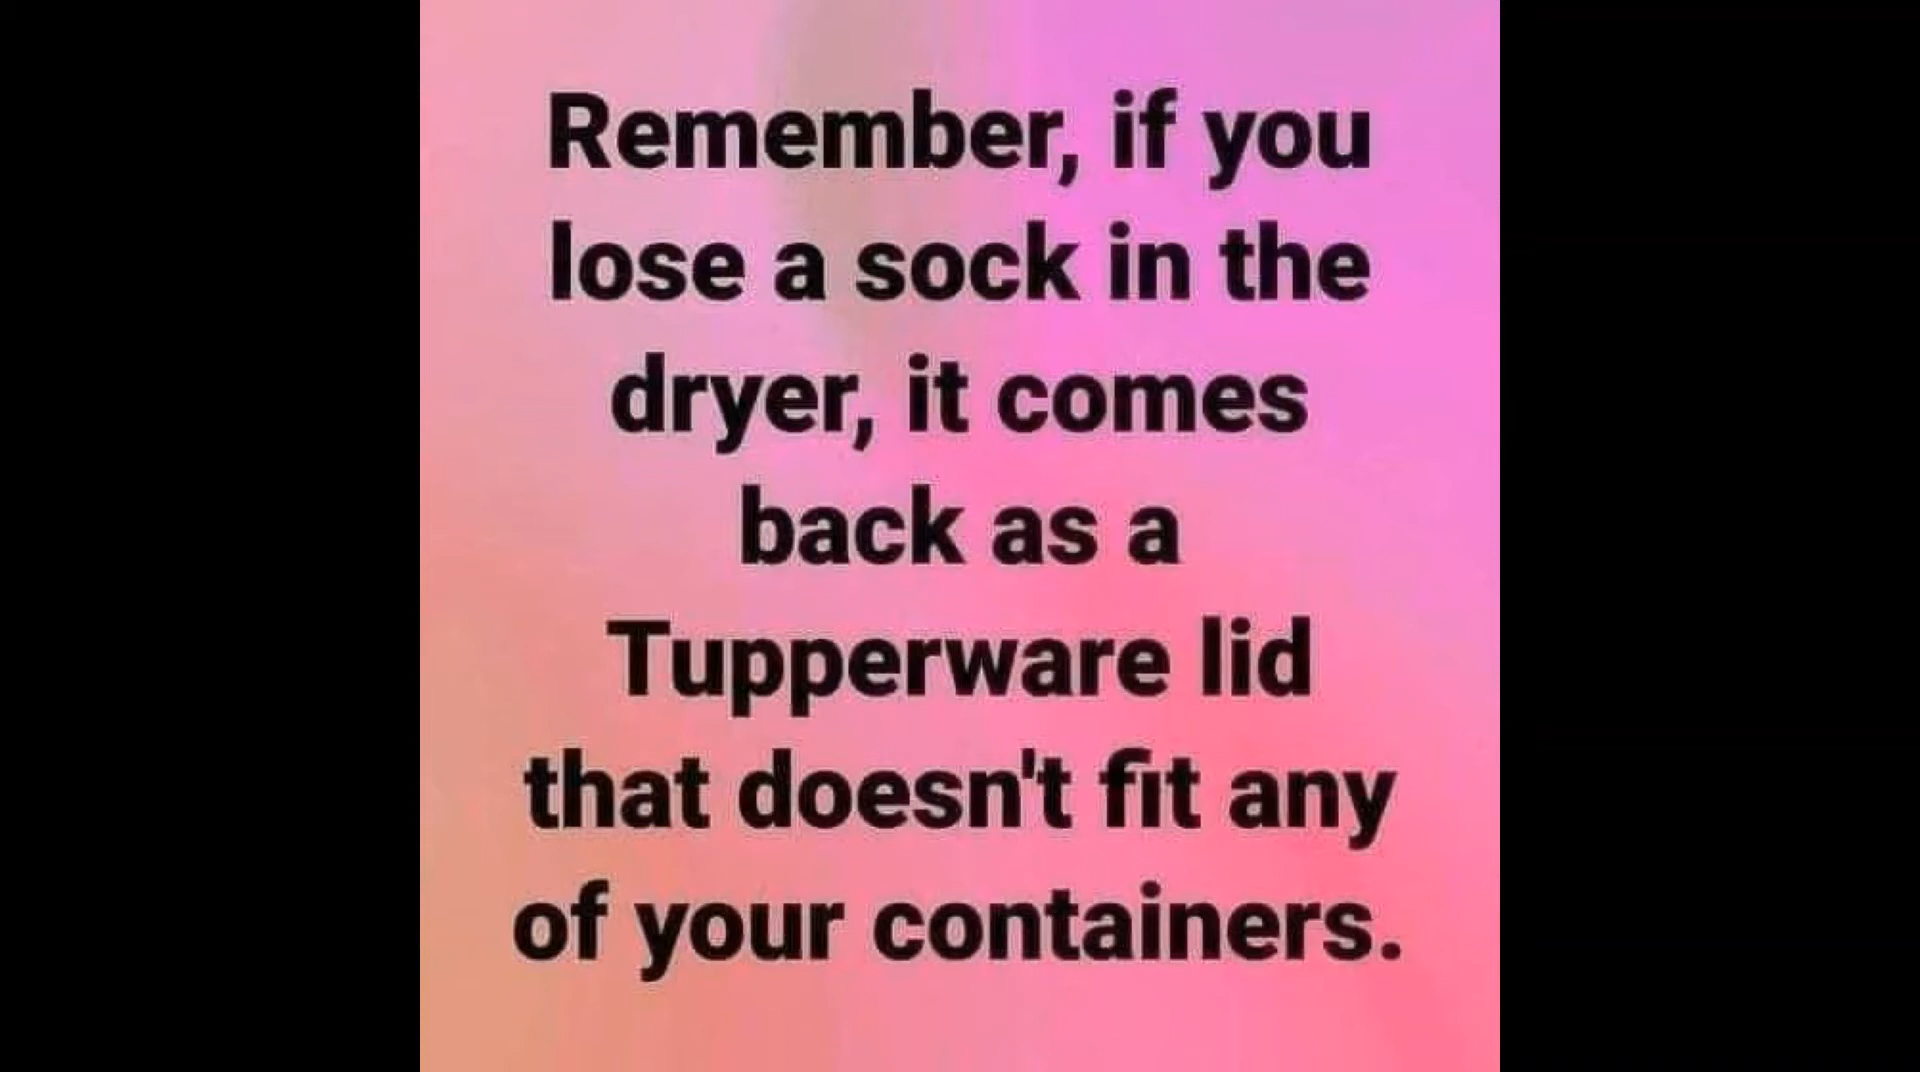 Remember, if you
lose a sock in the
dryer, it comes
back as a
Tupperware lid
that doesn't fit any
of your containers.